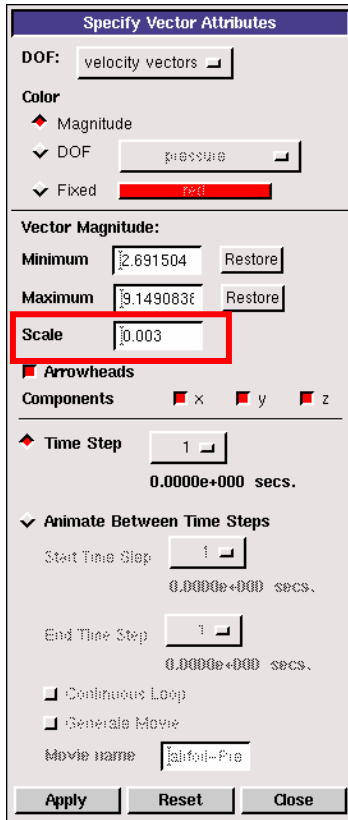 Specify Vector Attributes
DOF: velocity vectors
Color
Magnitude
DOF pressure
Fixed red
Vector Magnitude:
Minimum 2.691504 Restore
Maximum 9.149083 Restore
Scale 0.003
Arrowheads
Components x y z
Time Step 1
0.0000e+000 secs.
Animate Between Time Steps
Start Time Step 1
0.0000e+000 secs.
End Time Step 1
0.0000e+000 secs.
Continuous Loop
Generate Movie
Movie name
Apply Reset Close